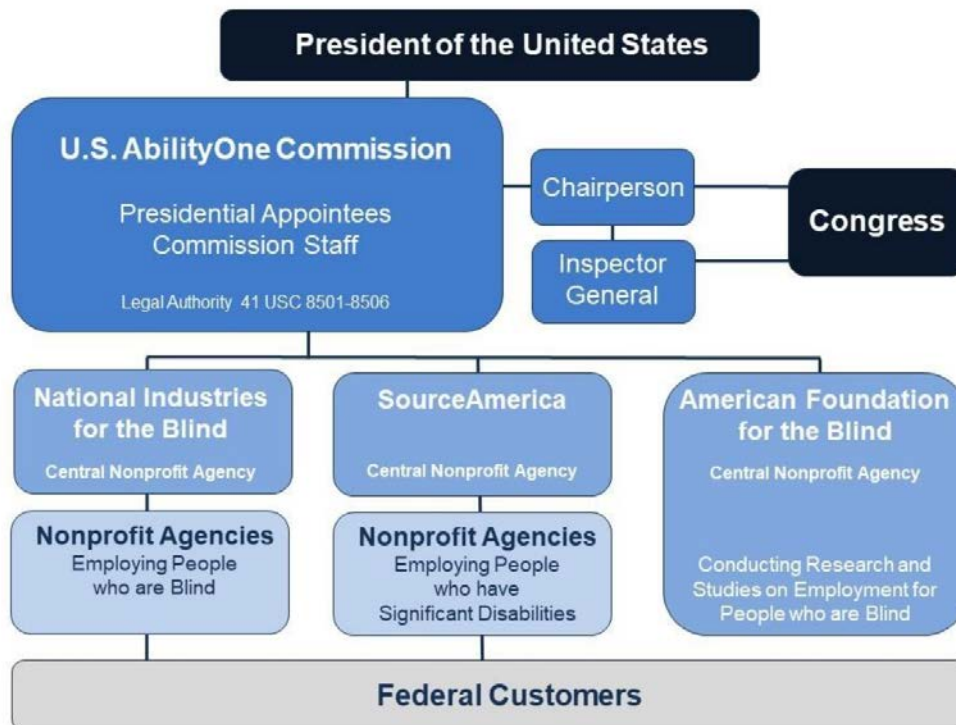 President of the United States
U.S. AbilityOne Commission
Presidential Appointees
Commission Staff
Legal Authority 41 USC 8501-8506
Chairperson
Inspector
General
Congress
National Industries
for the Blind
Central Nonprofit Agency
SourceAmerica
Central Nonprofit Agency
American Foundation
for the Blind
Central Nonprofit Agency
Conducting Research and
Studies on Employment for
People who are Blind
Nonprofit Agencies
Employing People
who are Blind
Nonprofit Agencies
Employing People
who have
Significant Disabilities
Federal Customers